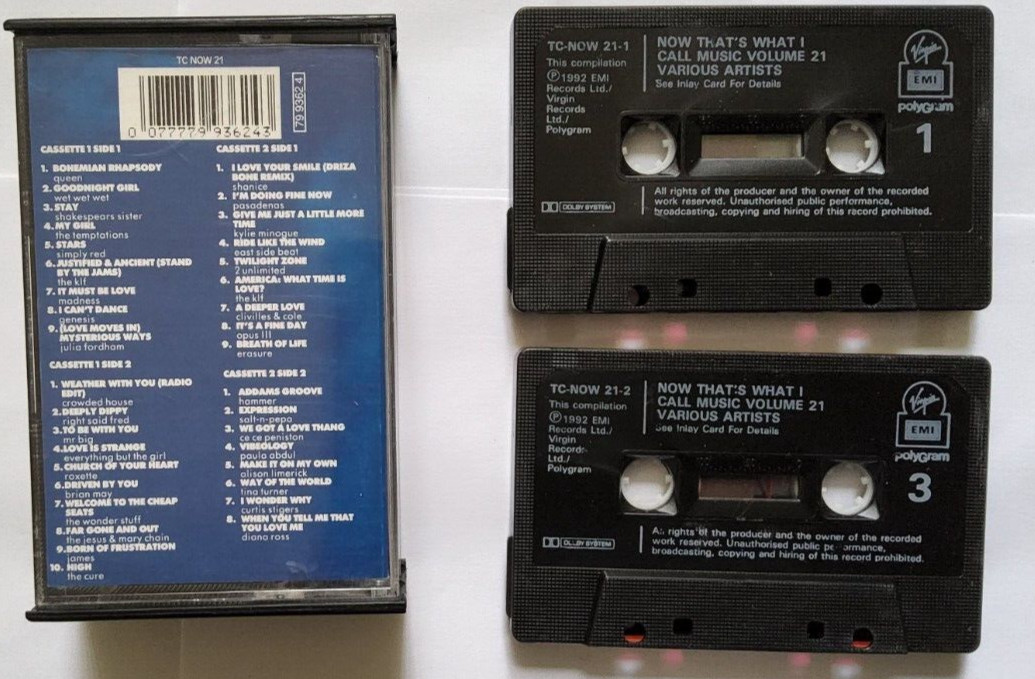 TC NOW 21
0 077779 936243
79 9362 4
CASSETTE 1 SIDE 1
1. BOHEMIAN RHAPSODY
queen
2. GOODNIGHT GIRL
wet wet wet
3. STAY
shakespears sister
4. MY GIRL
the temptations
5. STARS
simply red
6. JUSTIFIED & ANCIENT (STAND
BY THE JAMS)
the klf
7. IT MUST BE LOVE
madness
8. I CAN'T DANCE
genesis
9. (LOVE MOVES IN)
MYSTERIOUS WAYS
julia fordham
CASSETTE 1 SIDE 2
1. WEATHER WITH YOU (RADIO
EDIT)
crowded house
2. DEEPLY DIPPY
right said fred
3. TO BE WITH YOU
mr big
4. LOVE IS STRANGE
everything but the girl
5. CHURCH OF YOUR HEART
roxette
6. DRIVEN BY YOU
brian may
7. WELCOME TO THE CHEAP
SEATS
the wonder stuff
8. FAR GONE AND OUT
the jesus & mary chain
9. BORN OF FRUSTRATION
james
10. HIGH
the cure
CASSETTE 2 SIDE 1
1. I LOVE YOUR SMILE (DRIZA
BONE REMIX)
shanice
2. I'M DOING FINE NOW
pasadenas
3. GIVE ME JUST A LITTLE MORE
TIME
kylie minogue
4. RIDE LIKE THE WIND
east side beat
5. TWILIGHT ZONE
2 unlimited
6. AMERICA: WHAT TIME IS
LOVE?
the klf
7. A DEEPER LOVE
clivilles & cole
8. IT'S A FINE DAY
opus III
9. BREATH OF LIFE
erasure
CASSETTE 2 SIDE 2
1. ADDAMS GROOVE
hammer
2. EXPRESSION
salt-n-pepa
3. WE GOT A LOVE THANG
ce ce peniston
4. VIBEOLOGY
paula abdul
5. MAKE IT ON MY OWN
alison limerick
6. WAY OF THE WORLD
tina turner
7. I WONDER WHY
curtis stigers
8. WHEN YOU TELL ME THAT
YOU LOVE ME
diana ross
TC-NOW 21-1
This compilation
Ⓟ 1992 EMI
Records Ltd./
Virgin
Records
Ltd./
Polygram
NOW THAT'S WHAT I
CALL MUSIC VOLUME 21
VARIOUS ARTISTS
See Inlay Card For Details
Virgin
EMI
polyGram
1
DOLBY SYSTEM
All rights of the producer and the owner of the recorded
work reserved. Unauthorised public performance,
broadcasting, copying and hiring of this record prohibited.
TC-NOW 21-2
This compilation
Ⓟ 1992 EMI
Records Ltd./
Virgin
Records
Ltd./
Polygram
NOW THAT'S WHAT I
CALL MUSIC VOLUME 21
VARIOUS ARTISTS
See Inlay Card For Details
Virgin
EMI
polyGram
3
DOLBY SYSTEM
All rights of the producer and the owner of the recorded
work reserved. Unauthorised public performance,
broadcasting, copying and hiring of this record prohibited.